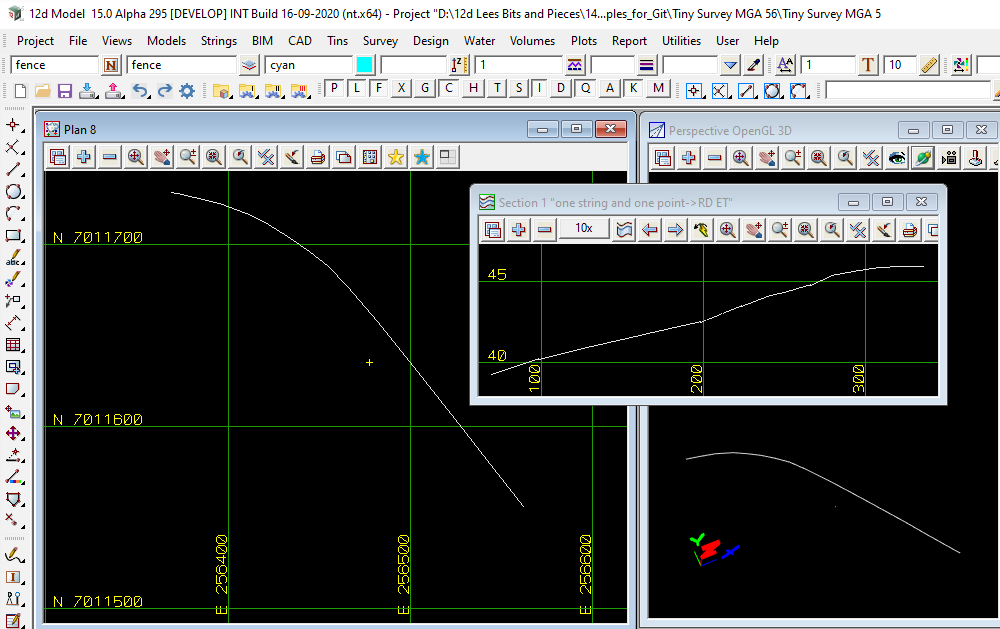 12d Model 15.0 Alpha 295 [DEVELOP] INT Build 16-09-2020 (nt.x64) - Project "D:\12d Lees Bits and Pieces\14...ples_for_Git\Tiny Survey MGA 56\Tiny Survey MGA 5
Project File Views Models Strings BIM CAD Tins Survey Design Water Volumes Plots Report Utilities User Help
fence N fence cyan 1 1 T 10
P L F X G C H T S I D Q A K M
Plan 8
Perspective OpenGL 3D
Section 1 "one string and one point->RD ET"
10x
45
40
100
200
300
N 7011700
N 7011600
N 7011500
E 256400
E 256500
E 256600
abc
Y